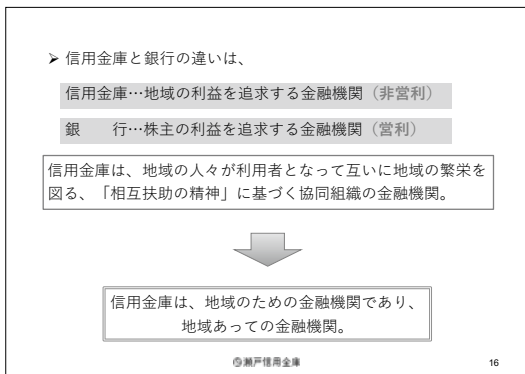 ➢ 信用金庫と銀行の違いは、
信用金庫…地域の利益を追求する金融機関（非営利）
銀　　行…株主の利益を追求する金融機関（営利）
信用金庫は、地域の人々が利用者となって互いに地域の繁栄を
図る、「相互扶助の精神」に基づく協同組織の金融機関。
信用金庫は、地域のための金融機関であり、
地域あっての金融機関。
瀬戸信用金庫
16